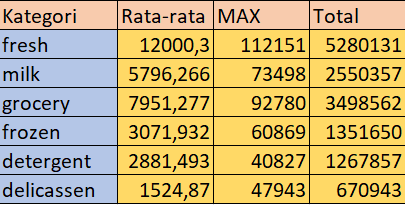 Kategori Rata-rata MAX Total
fresh 12000,3 112151 5280131
milk 5796,266 73498 2550357
grocery 7951,277 92780 3498562
frozen 3071,932 60869 1351650
detergent 2881,493 40827 1267857
delicassen 1524,87 47943 670943